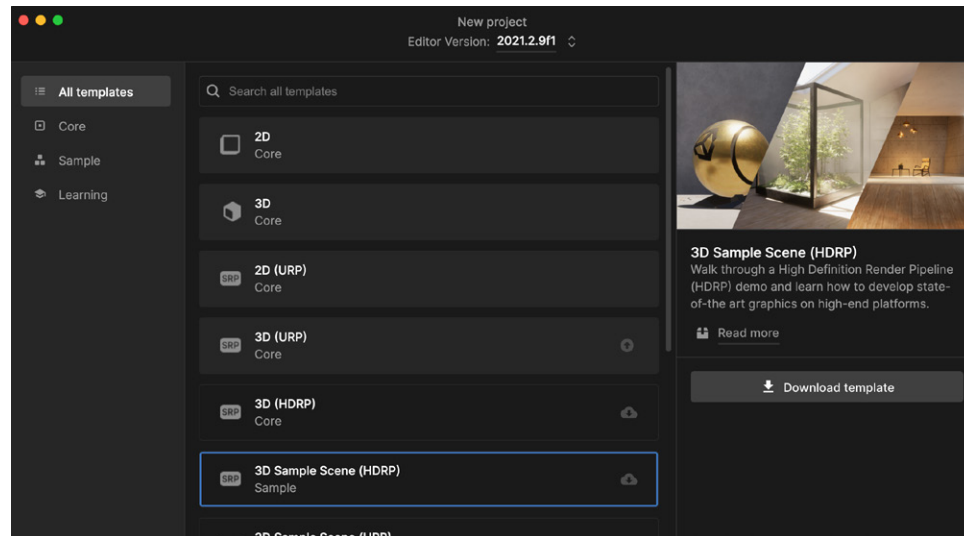 New project
Editor Version: 2021.2.9f1
All templates
Core
Sample
Learning
Search all templates
2D
Core
3D
Core
SRP
2D (URP)
Core
SRP
3D (URP)
Core
SRP
3D (HDRP)
Core
SRP
3D Sample Scene (HDRP)
Sample
3D Sample Scene (HDRP)
Walk through a High Definition Render Pipeline
(HDRP) demo and learn how to develop state-
of-the art graphics on high-end platforms.
Read more
Download template